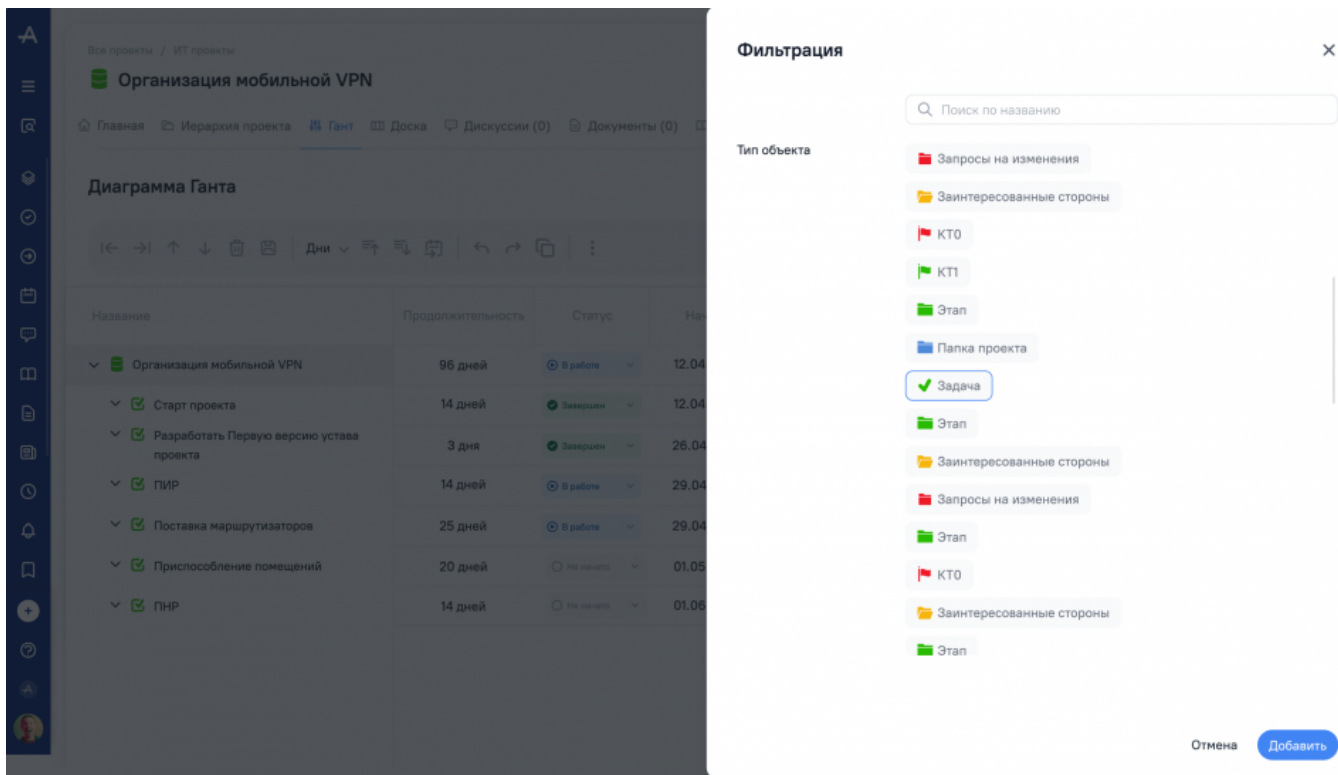 Все проекты / ИТ проекты
Организация мобильной VPN
Главная Иерархия проекта Гант Доска Дискуссии (0) Документы (0)
Диаграмма Ганта
Дни
Название Продолжительность Статус Нач
Организация мобильной VPN 96 дней В работе 12.04
Старт проекта 14 дней Завершен 12.04
Разработать Первую версию устава
проекта 3 дня Завершен 26.04
ПИР 14 дней В работе 29.04
Поставка маршрутизаторов 25 дней В работе 29.04
Приспособление помещений 20 дней Не начато 01.05
ПНР 14 дней Не начато 01.06
Фильтрация
Поиск по названию
Тип объекта
Запросы на изменения
Заинтересованные стороны
КТ0
КТ1
Этап
Папка проекта
Задача
Этап
Заинтересованные стороны
Запросы на изменения
Этап
КТ0
Заинтересованные стороны
Этап
Отмена Добавить